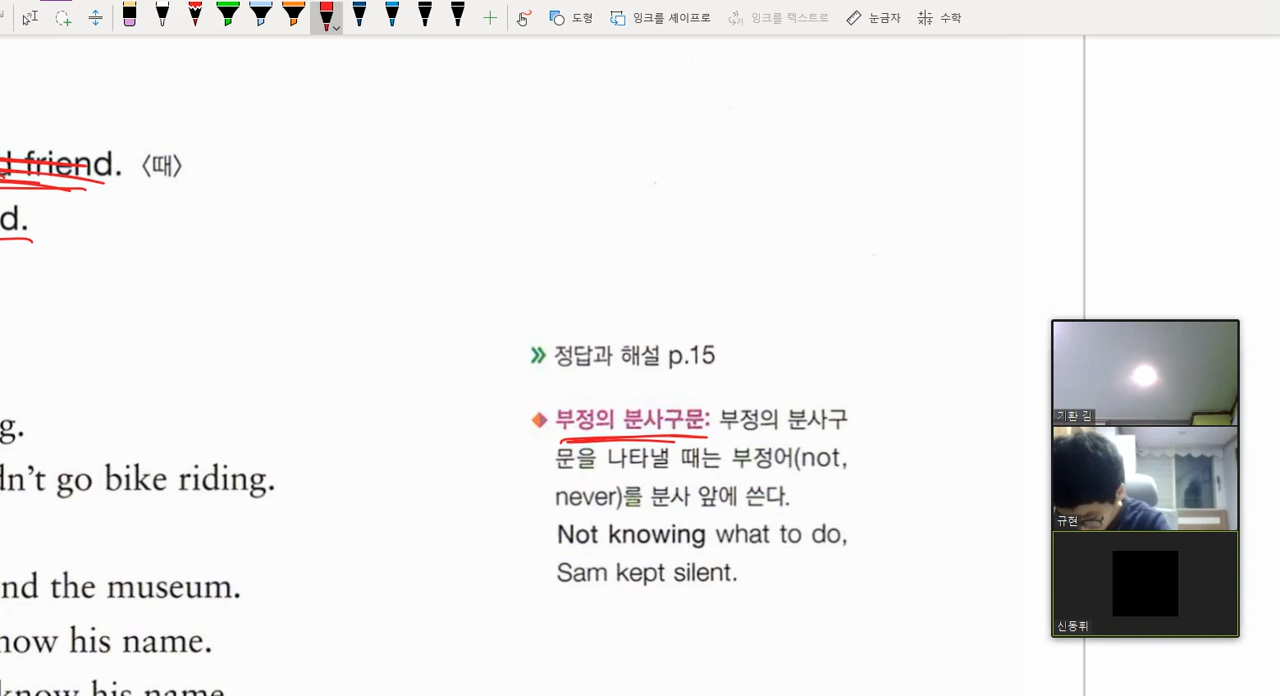 도형
잉크를 셰이프로
잉크를 텍스트로
눈금자
수학
friend. 〈때〉
d.
정답과 해설 p.15
부정의 분사구문: 부정의 분사구
문을 나타낼 때는 부정어(not,
never)를 분사 앞에 쓴다.
Not knowing what to do,
Sam kept silent.
g.
dn't go bike riding.
nd the museum.
now his name.
know his name
기환 김
규현
신동휘